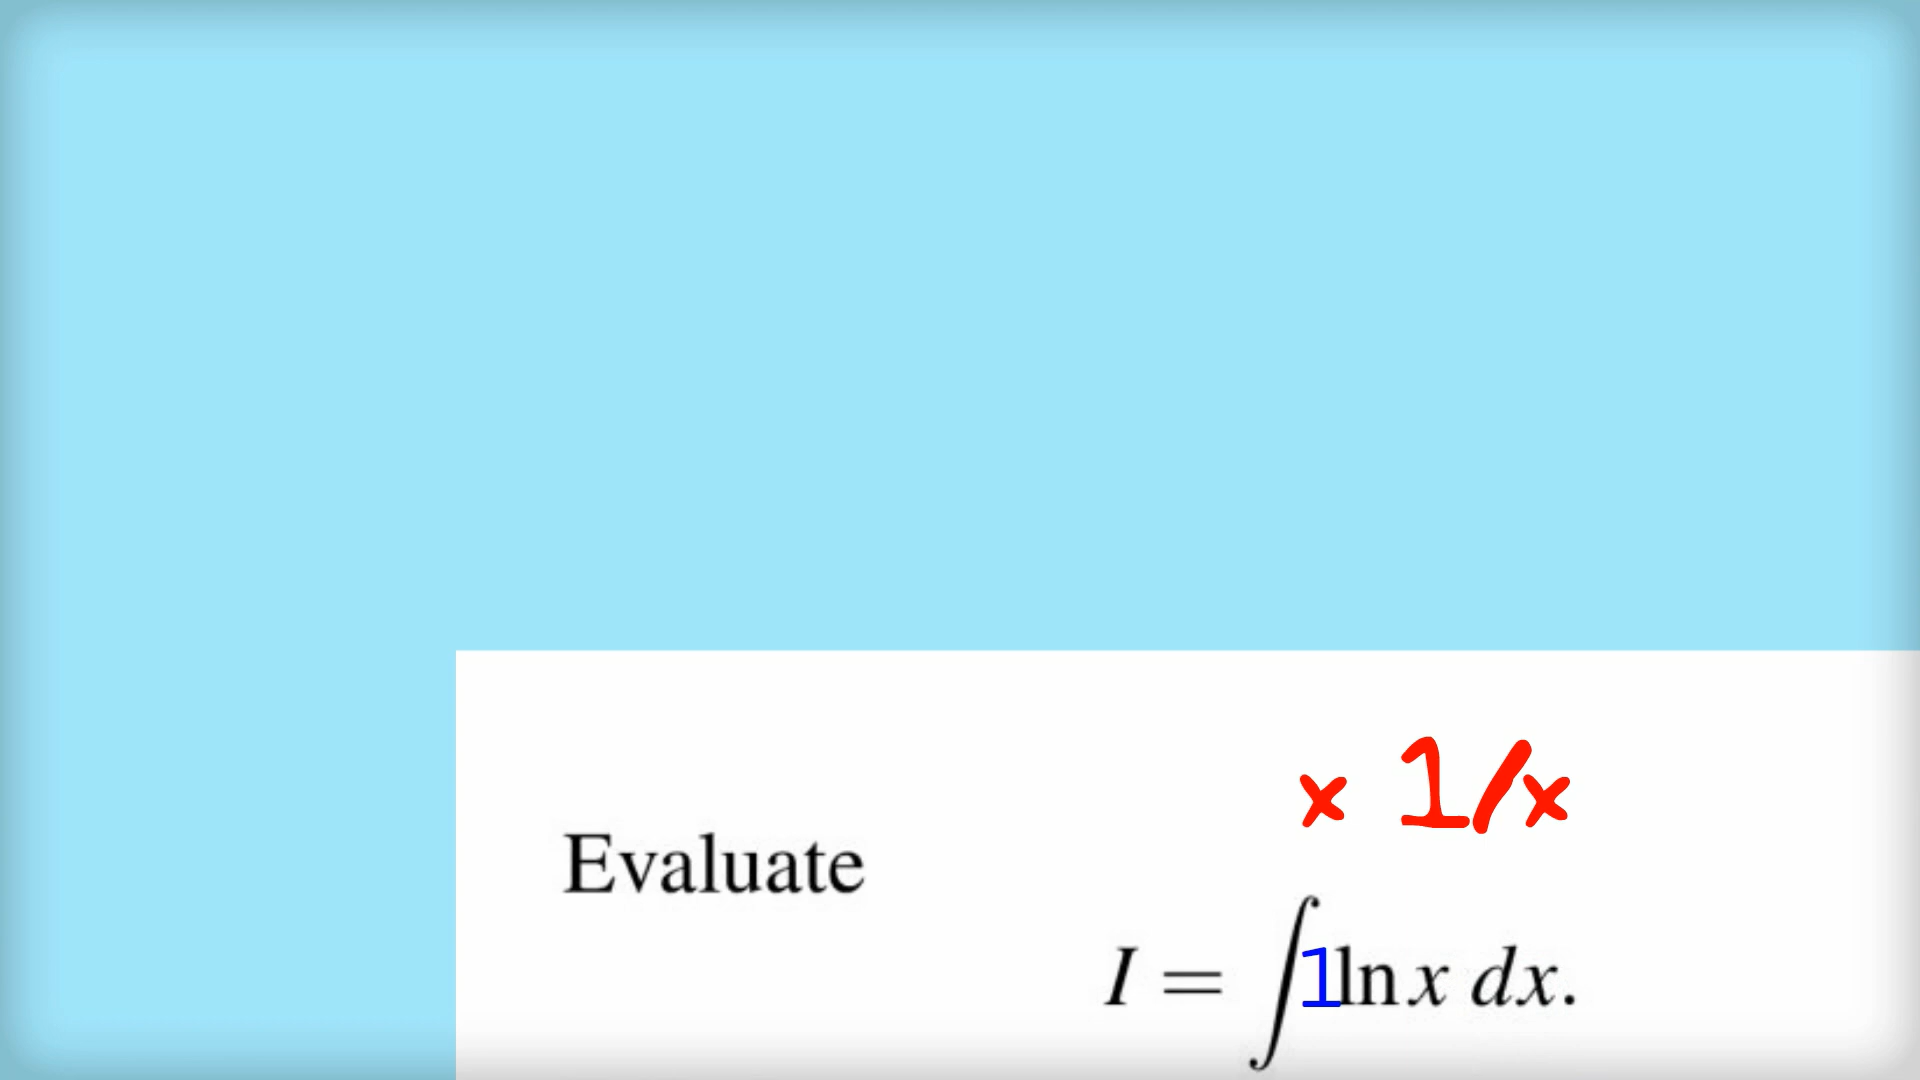 x 1/x
Evaluate
I = ∫1ln x dx.